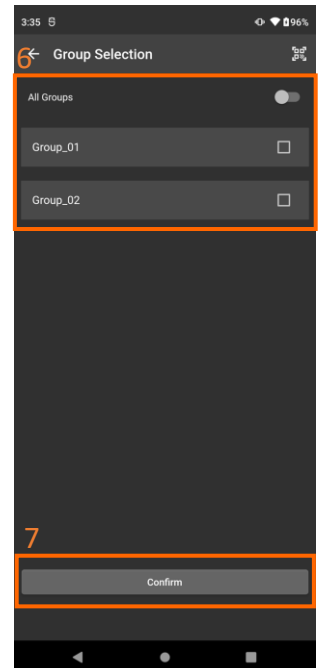 3:35 96%
6 Group Selection
All Groups
Group_01
Group_02
7
Confirm